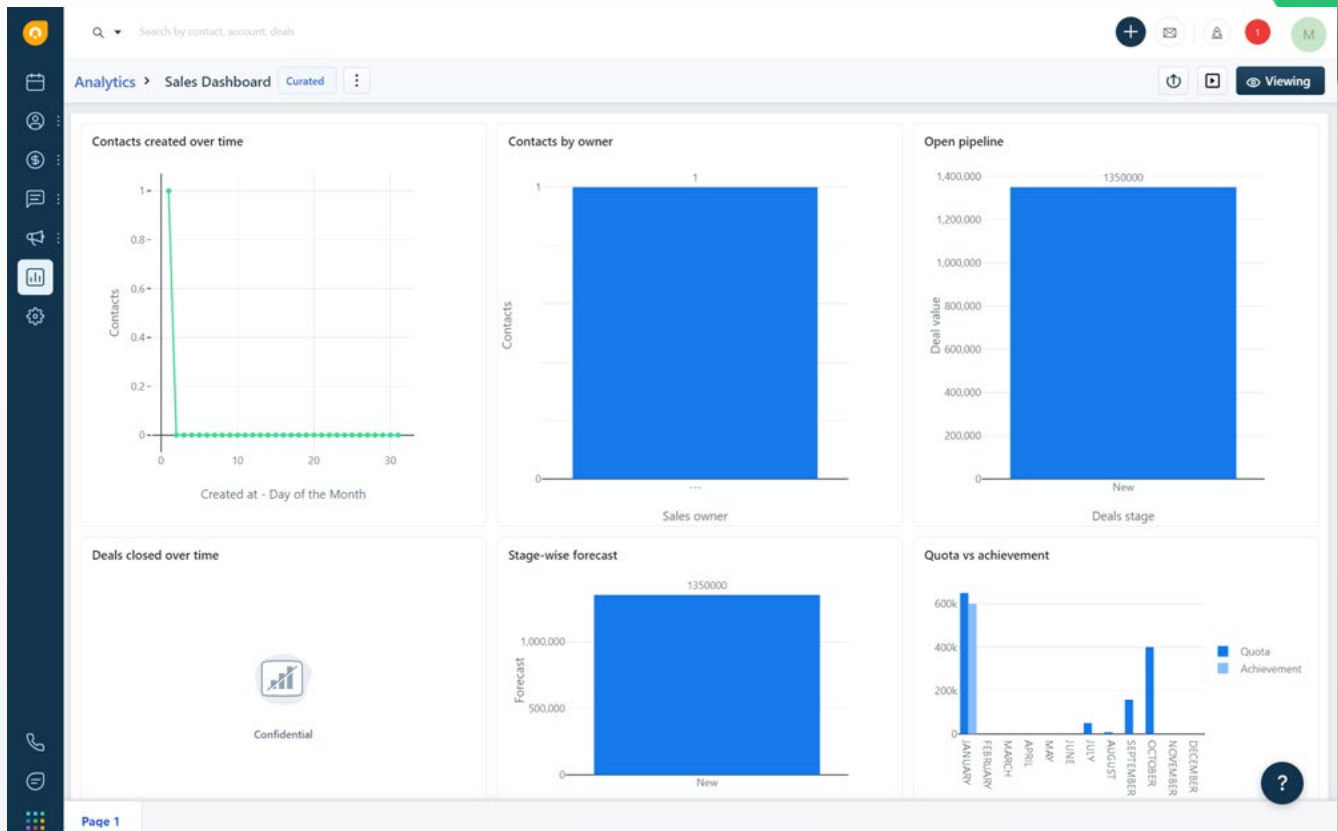 Search by contact, account, deals
1
M
Analytics > Sales Dashboard Curated
Viewing
Contacts created over time
1
0.8
0.6
0.4
0.2
0
Contacts
0 10 20 30
Created at - Day of the Month
Contacts by owner
1
1
0
Contacts
---
Sales owner
Open pipeline
1350000
1,400,000
1,200,000
1,000,000
800,000
600,000
400,000
200,000
0
Deal value
New
Deals stage
Deals closed over time
Confidential
Stage-wise forecast
1350000
1,000,000
500,000
0
Forecast
New
Quota vs achievement
600k
400k
200k
0
JANUARY
FEBRUARY
MARCH
APRIL
MAY
JUNE
JULY
AUGUST
SEPTEMBER
OCTOBER
NOVEMBER
DECEMBER
Quota
Achievement
?
Page 1